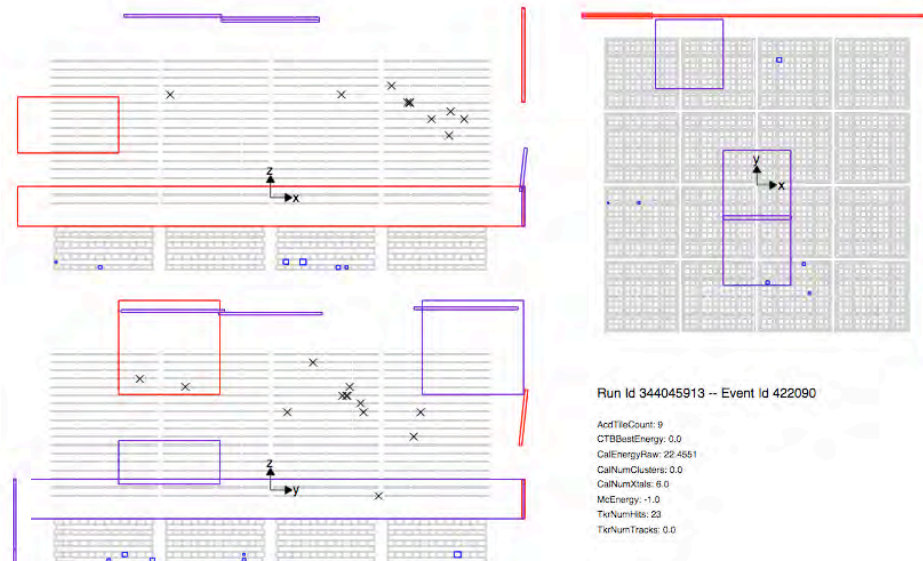 z
x
y
x
z
y
Run Id 344045913 -- Event Id 422090
AcdTileCount: 9
CTBBestEnergy: 0.0
CalEnergyRaw: 22.4551
CalNumClusters: 0.0
CalNumXtals: 6.0
McEnergy: -1.0
TkrNumHits: 23
TkrNumTracks: 0.0